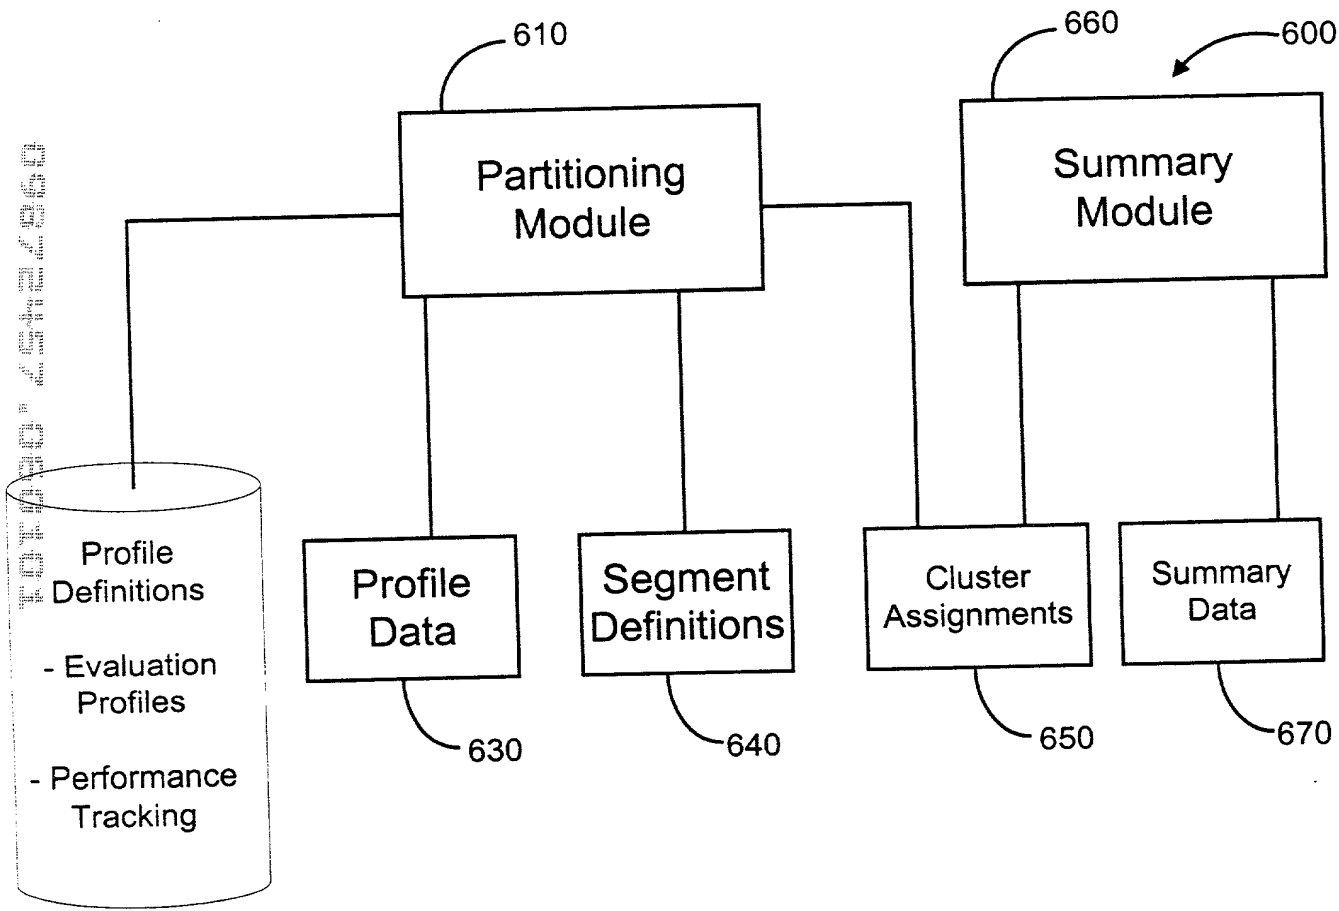 610
660
600
Partitioning
Module
Summary
Module
Profile
Definitions
- Evaluation
Profiles
- Performance
Tracking
Profile
Data
Segment
Definitions
Cluster
Assignments
Summary
Data
630
640
650
670